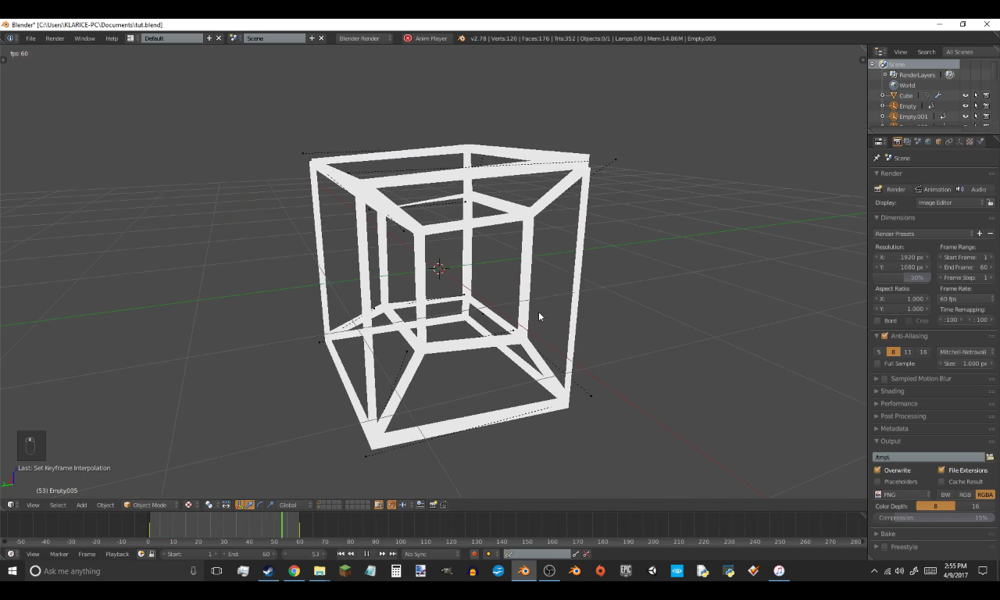 Blender* [C:\Users\KLARICE-PC\Documents\tut.blend]
File Render Window Help Default Scene Blender Render Anim Player v2.78 | Verts:120 | Faces:176 | Tris:352 | Objects:0/1 | Lamps:0/0 | Mem:14.86M | Empty.005
fps: 60
View Search All Scenes
Scene
RenderLayers
World
Cube
Empty
Empty.001
Scene
Render
Render Animation Audio
Display: Image Editor
Dimensions
Render Presets
Resolution: Frame Range:
X: 1920 px Start Frame: 1
Y: 1080 px End Frame: 60
50% Frame Step: 1
Aspect Ratio: Frame Rate:
X: 1.000 60 fps
Y: 1.000 Time Remapping:
Bord Crop :100 :100
Anti-Aliasing
5 8 11 16 Mitchell-Netravali
Full Sample Size: 1.000 px
Sampled Motion Blur
Shading
Performance
Post Processing
Metadata
Output
/tmp\
Overwrite File Extensions
Placeholders Cache Result
PNG BW RGB RGBA
Color Depth: 8 16
Compression: 15%
Bake
Freestyle
Last: Set Keyframe Interpolation
(53) Empty.005
y
View Select Add Object Object Mode Global
-50 -40 -30 -20 -10 0 10 20 30 40 50 60 70 80 90 100 110 120 130 140 150 160 170 180 190 200 210 220 230 240 250 260 270 280
View Marker Frame Playback Start: 1 End: 60 53 No Sync
Ask me anything
EPIC
GAMES
2:55 PM
4/9/2017